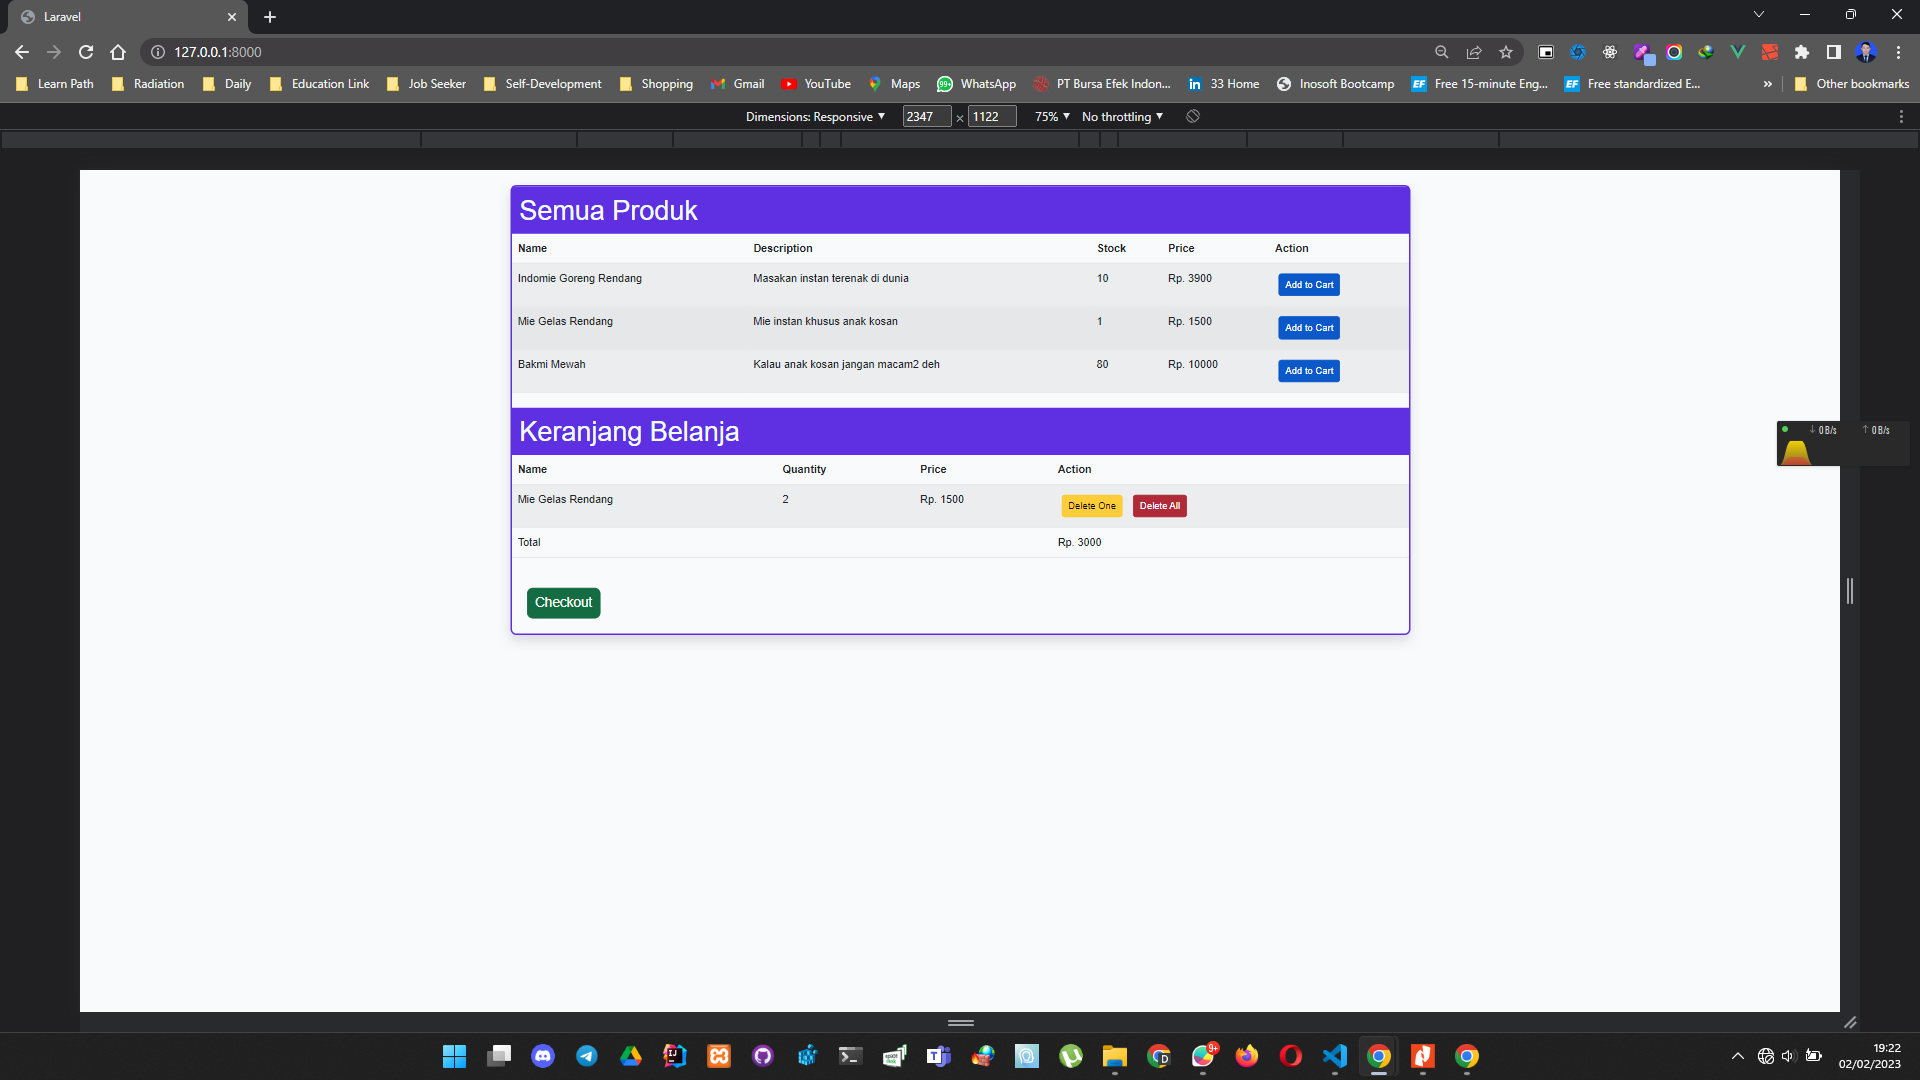 Laravel
127.0.0.1:8000
Learn Path Radiation Daily Education Link Job Seeker Self-Development Shopping Gmail YouTube Maps WhatsApp PT Bursa Efek Indon... 33 Home Inosoft Bootcamp Free 15-minute Eng... Free standardized E... » Other bookmarks
Dimensions: Responsive 2347 × 1122 75% No throttling
Semua Produk
Name Description Stock Price Action
Indomie Goreng Rendang Masakan instan terenak di dunia 10 Rp. 3900 Add to Cart
Mie Gelas Rendang Mie instan khusus anak kosan 1 Rp. 1500 Add to Cart
Bakmi Mewah Kalau anak kosan jangan macam2 deh 80 Rp. 10000 Add to Cart
Keranjang Belanja
Name Quantity Price Action
Mie Gelas Rendang 2 Rp. 1500 Delete One Delete All
Total Rp. 3000
Checkout
↓ 0 B/s ↑ 0 B/s
19:22
02/02/2023